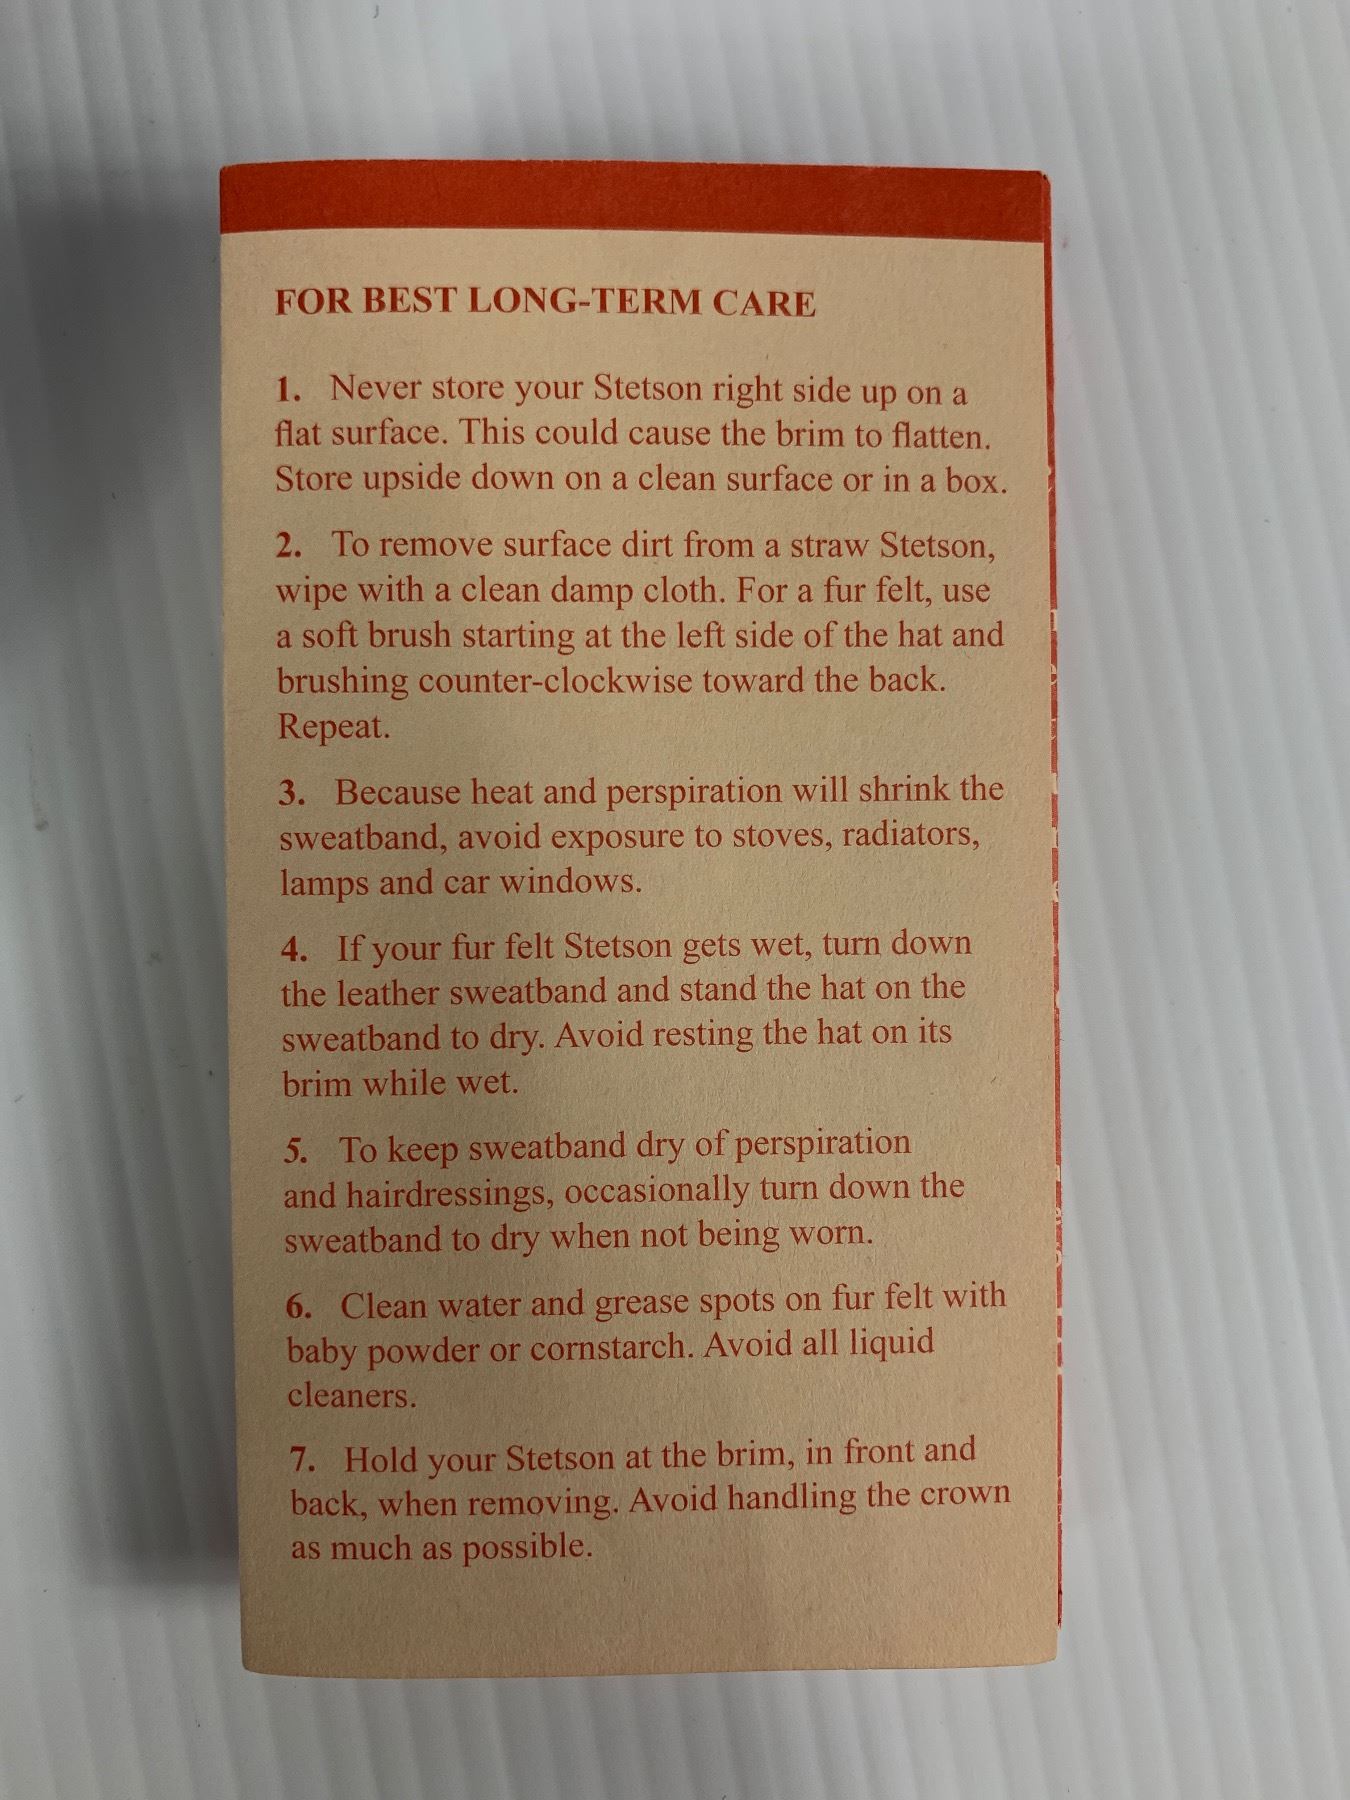 FOR BEST LONG-TERM CARE
1. Never store your Stetson right side up on a
flat surface. This could cause the brim to flatten.
Store upside down on a clean surface or in a box.
2. To remove surface dirt from a straw Stetson,
wipe with a clean damp cloth. For a fur felt, use
a soft brush starting at the left side of the hat and
brushing counter-clockwise toward the back.
Repeat.
3. Because heat and perspiration will shrink the
sweatband, avoid exposure to stoves, radiators,
lamps and car windows.
4. If your fur felt Stetson gets wet, turn down
the leather sweatband and stand the hat on the
sweatband to dry. Avoid resting the hat on its
brim while wet.
5. To keep sweatband dry of perspiration
and hairdressings, occasionally turn down the
sweatband to dry when not being worn.
6. Clean water and grease spots on fur felt with
baby powder or cornstarch. Avoid all liquid
cleaners.
7. Hold your Stetson at the brim, in front and
back, when removing. Avoid handling the crown
as much as possible.